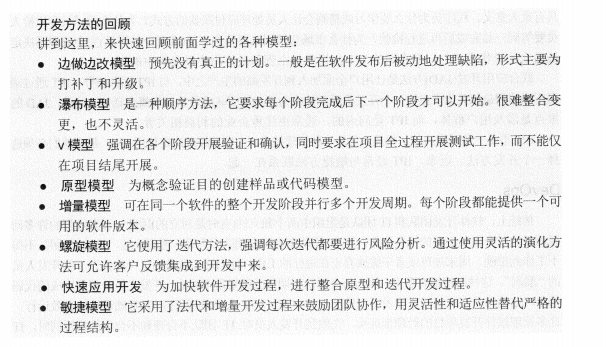 开发方法的回顾
讲到这里，来快速回顾前面学过的各种模型：
● 边做边改模型 预先没有真正的计划。一般是在软件发布后被动地处理缺陷，形式主要为
打补丁和升级。
● 瀑布模型 是一种顺序方法，它要求每个阶段完成后下一个阶段才可以开始。很难整合变
更，也不灵活。
● v 模型 强调在各个阶段开展验证和确认，同时要求在项目全过程开展测试工作，而不能仅
在项目结尾开展。
● 原型模型 为概念验证目的创建样品或代码模型。
● 增量模型 可在同一个软件的整个开发阶段并行多个开发周期。每个阶段都能提供一个可
用的软件版本。
● 螺旋模型 它使用了迭代方法，强调每次迭代都要进行风险分析。通过使用灵活的演化方
法可允许客户反馈集成到开发中来。
● 快速应用开发 为加快软件开发过程，进行整合原型和迭代开发过程。
● 敏捷模型 它采用了法代和增量开发过程来鼓励团队协作，用灵活性和适应性替代严格的
过程结构。